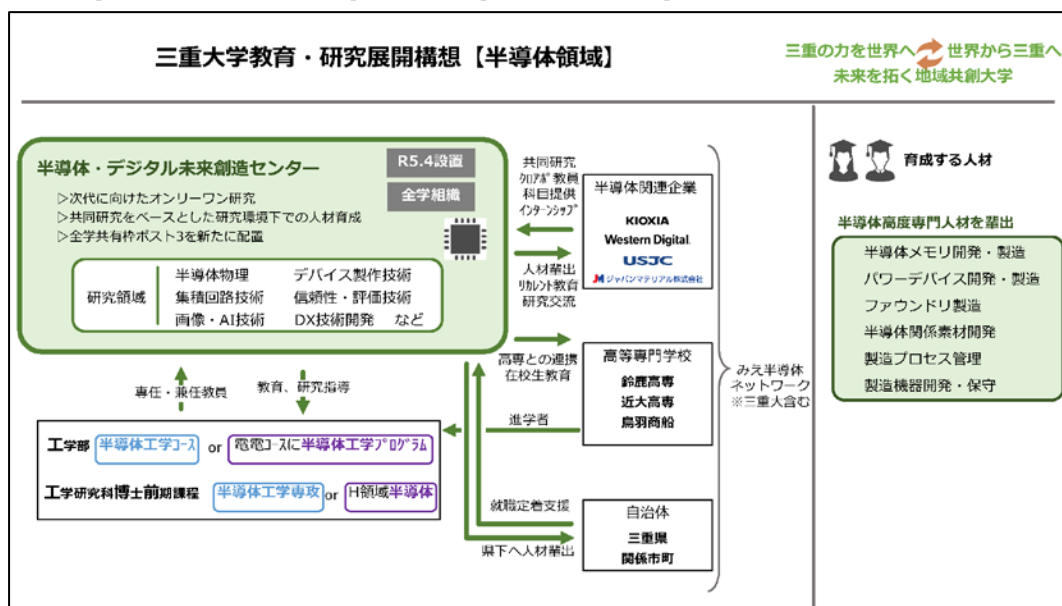 三重大学教育・研究展開構想【半導体領域】
三重の力を世界へ 世界から三重へ
未来を拓く地域共創大学
半導体・デジタル未来創造センター
R5.4設置
全学組織
▷次代に向けたオンリーワン研究
▷共同研究をベースとした研究環境下での人材育成
▷全学共有枠ポスト3を新たに配置
研究領域
半導体物理 デバイス製作技術
集積回路技術 信頼性・評価技術
画像・AI技術 DX技術開発 など
共同研究
ｸﾛｱﾎﾟ教員
科目提供
ｲﾝﾀｰﾝｼｯﾌﾟ
人材輩出
ﾘｶﾚﾝﾄ教育
研究交流
半導体関連企業
KIOXIA
Western Digital.
USJC
JM ジャパンマテリアル株式会社
高専との連携
在校生教育
進学者
高等専門学校
鈴鹿高専
近大高専
鳥羽商船
みえ半導体
ネットワーク
※三重大含む
専任・兼任教員
教育、研究指導
工学部 半導体工学ｺｰｽ or 電電ｺｰｽに半導体工学ﾌﾟﾛｸﾞﾗﾑ
工学研究科博士前期課程 半導体工学専攻 or H領域半導体
就職定着支援
県下へ人材輩出
自治体
三重県
関係市町
育成する人材
半導体高度専門人材を輩出
半導体メモリ開発・製造
パワーデバイス開発・製造
ファウンドリ製造
半導体関係素材開発
製造プロセス管理
製造機器開発・保守